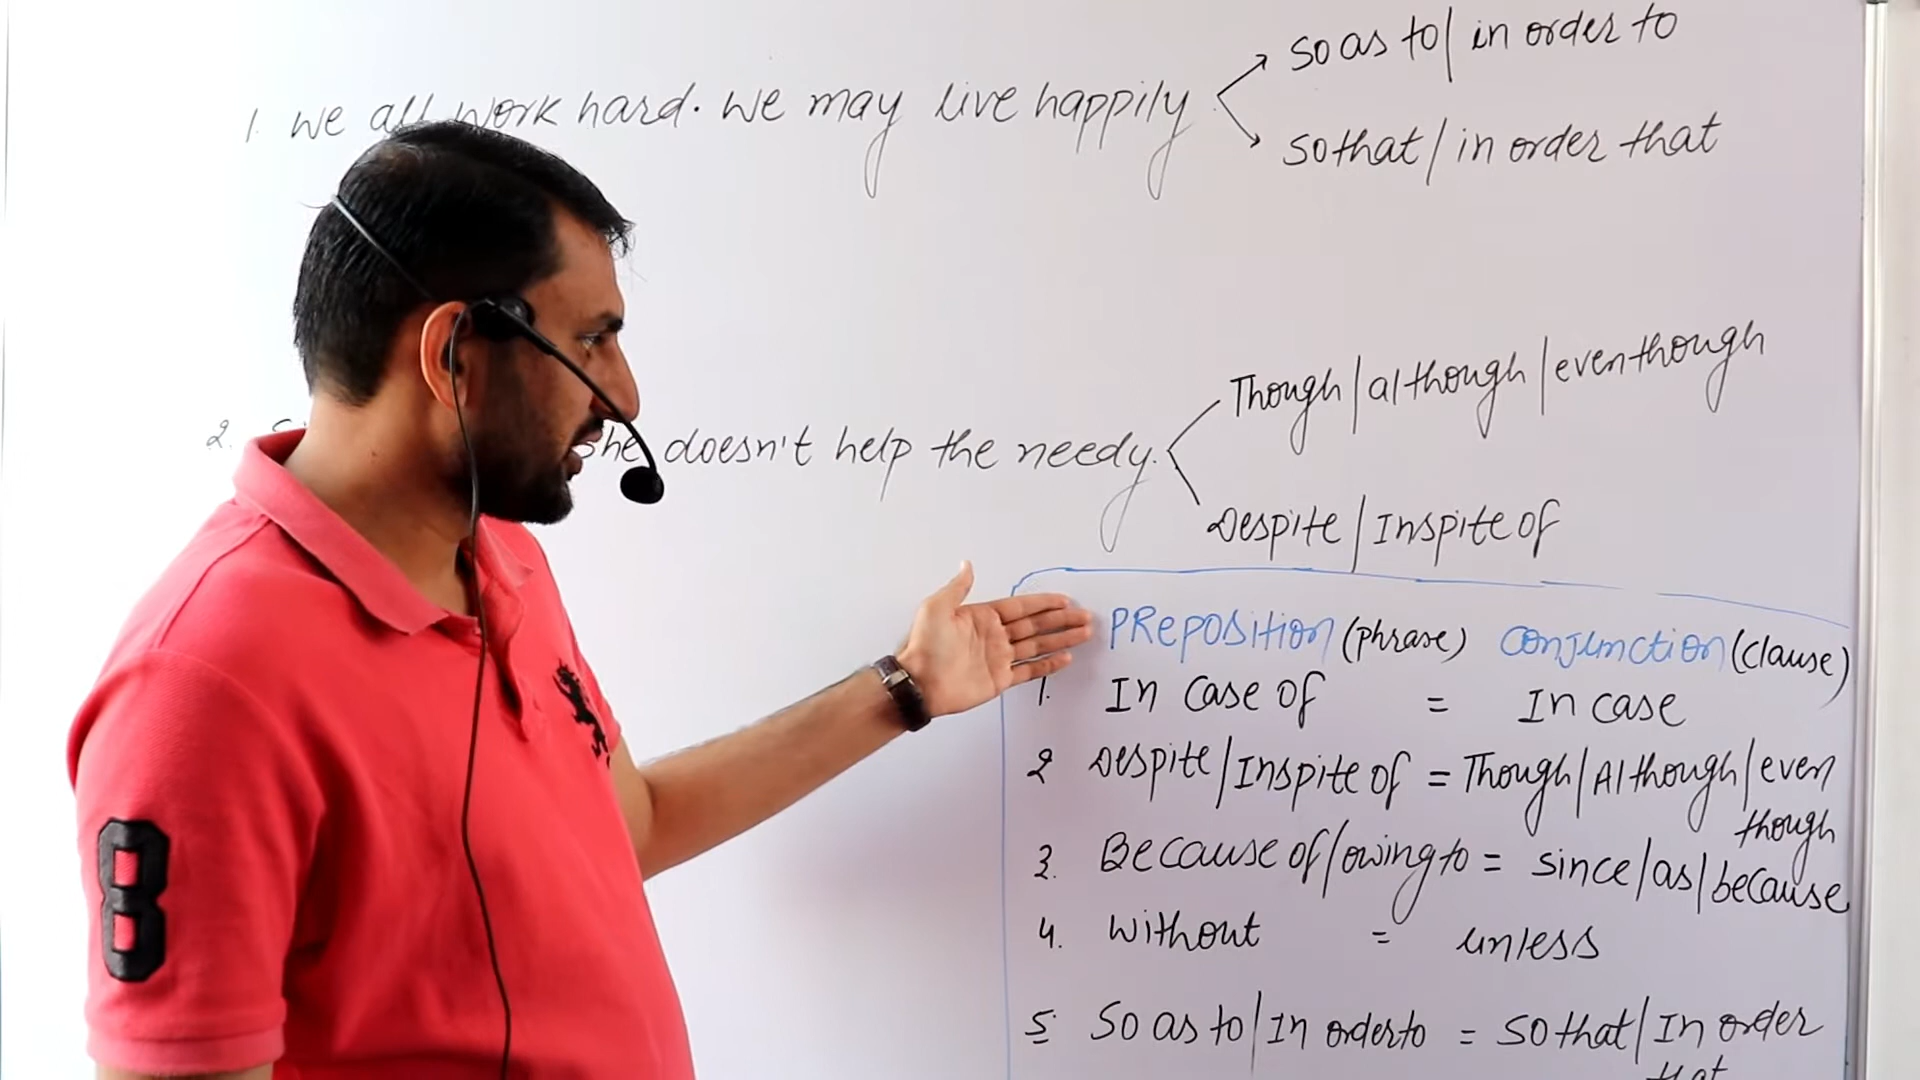 so as to / in order to
1. we all work hard. we may live happily
so that / in order that
Though / although / eventhough
2. she doesn't help the needy.
Despite / Inspite of
Preposition (phrase) conjunction (clause)
1. In case of = In case
2 Despite / Inspite of = Though / Although / even
though
3. Because of / owing to = since / as / because
4. without = unless
5. So as to / In order to = so that / In order
that
8